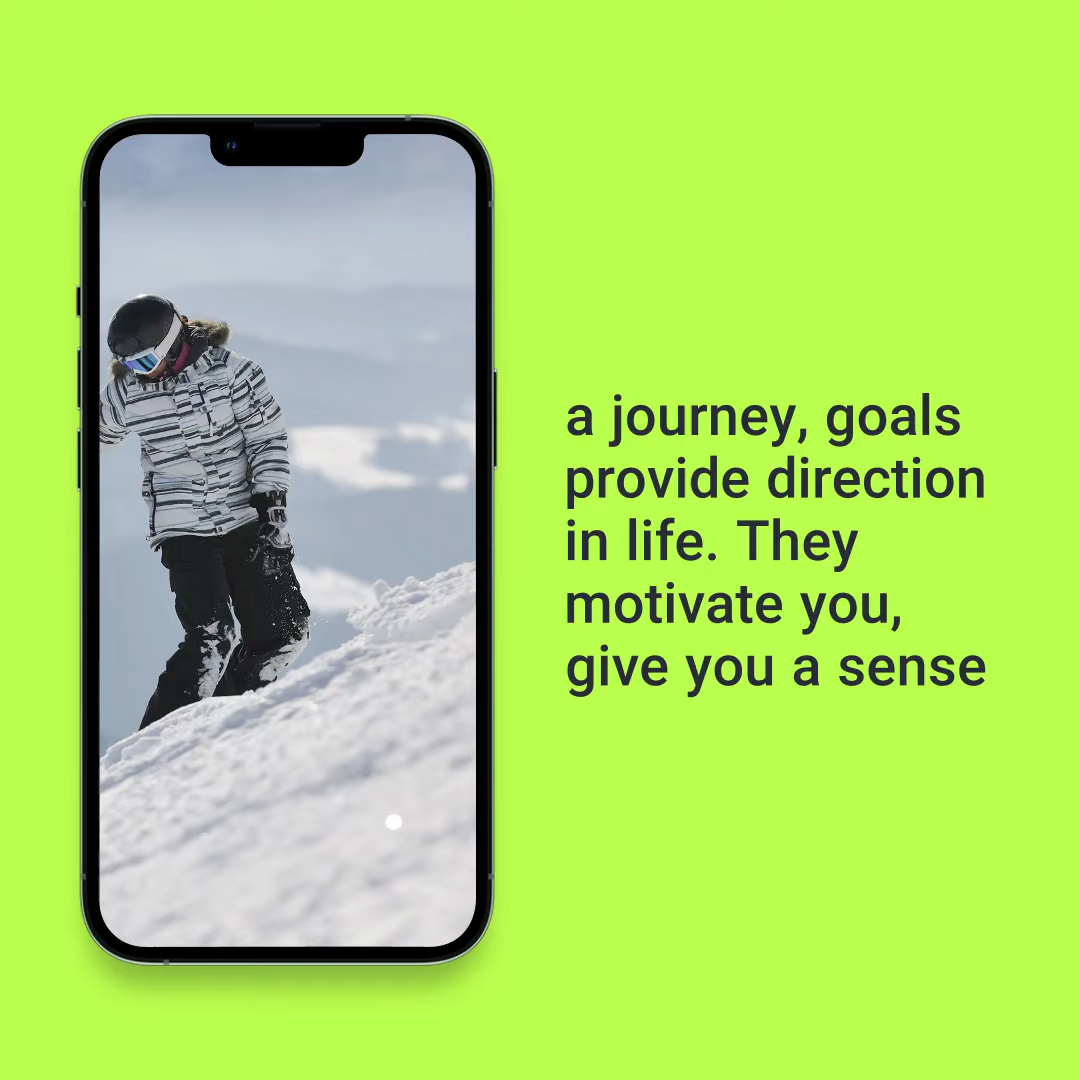 a journey, goals
provide direction
in life. They
motivate you,
give you a sense